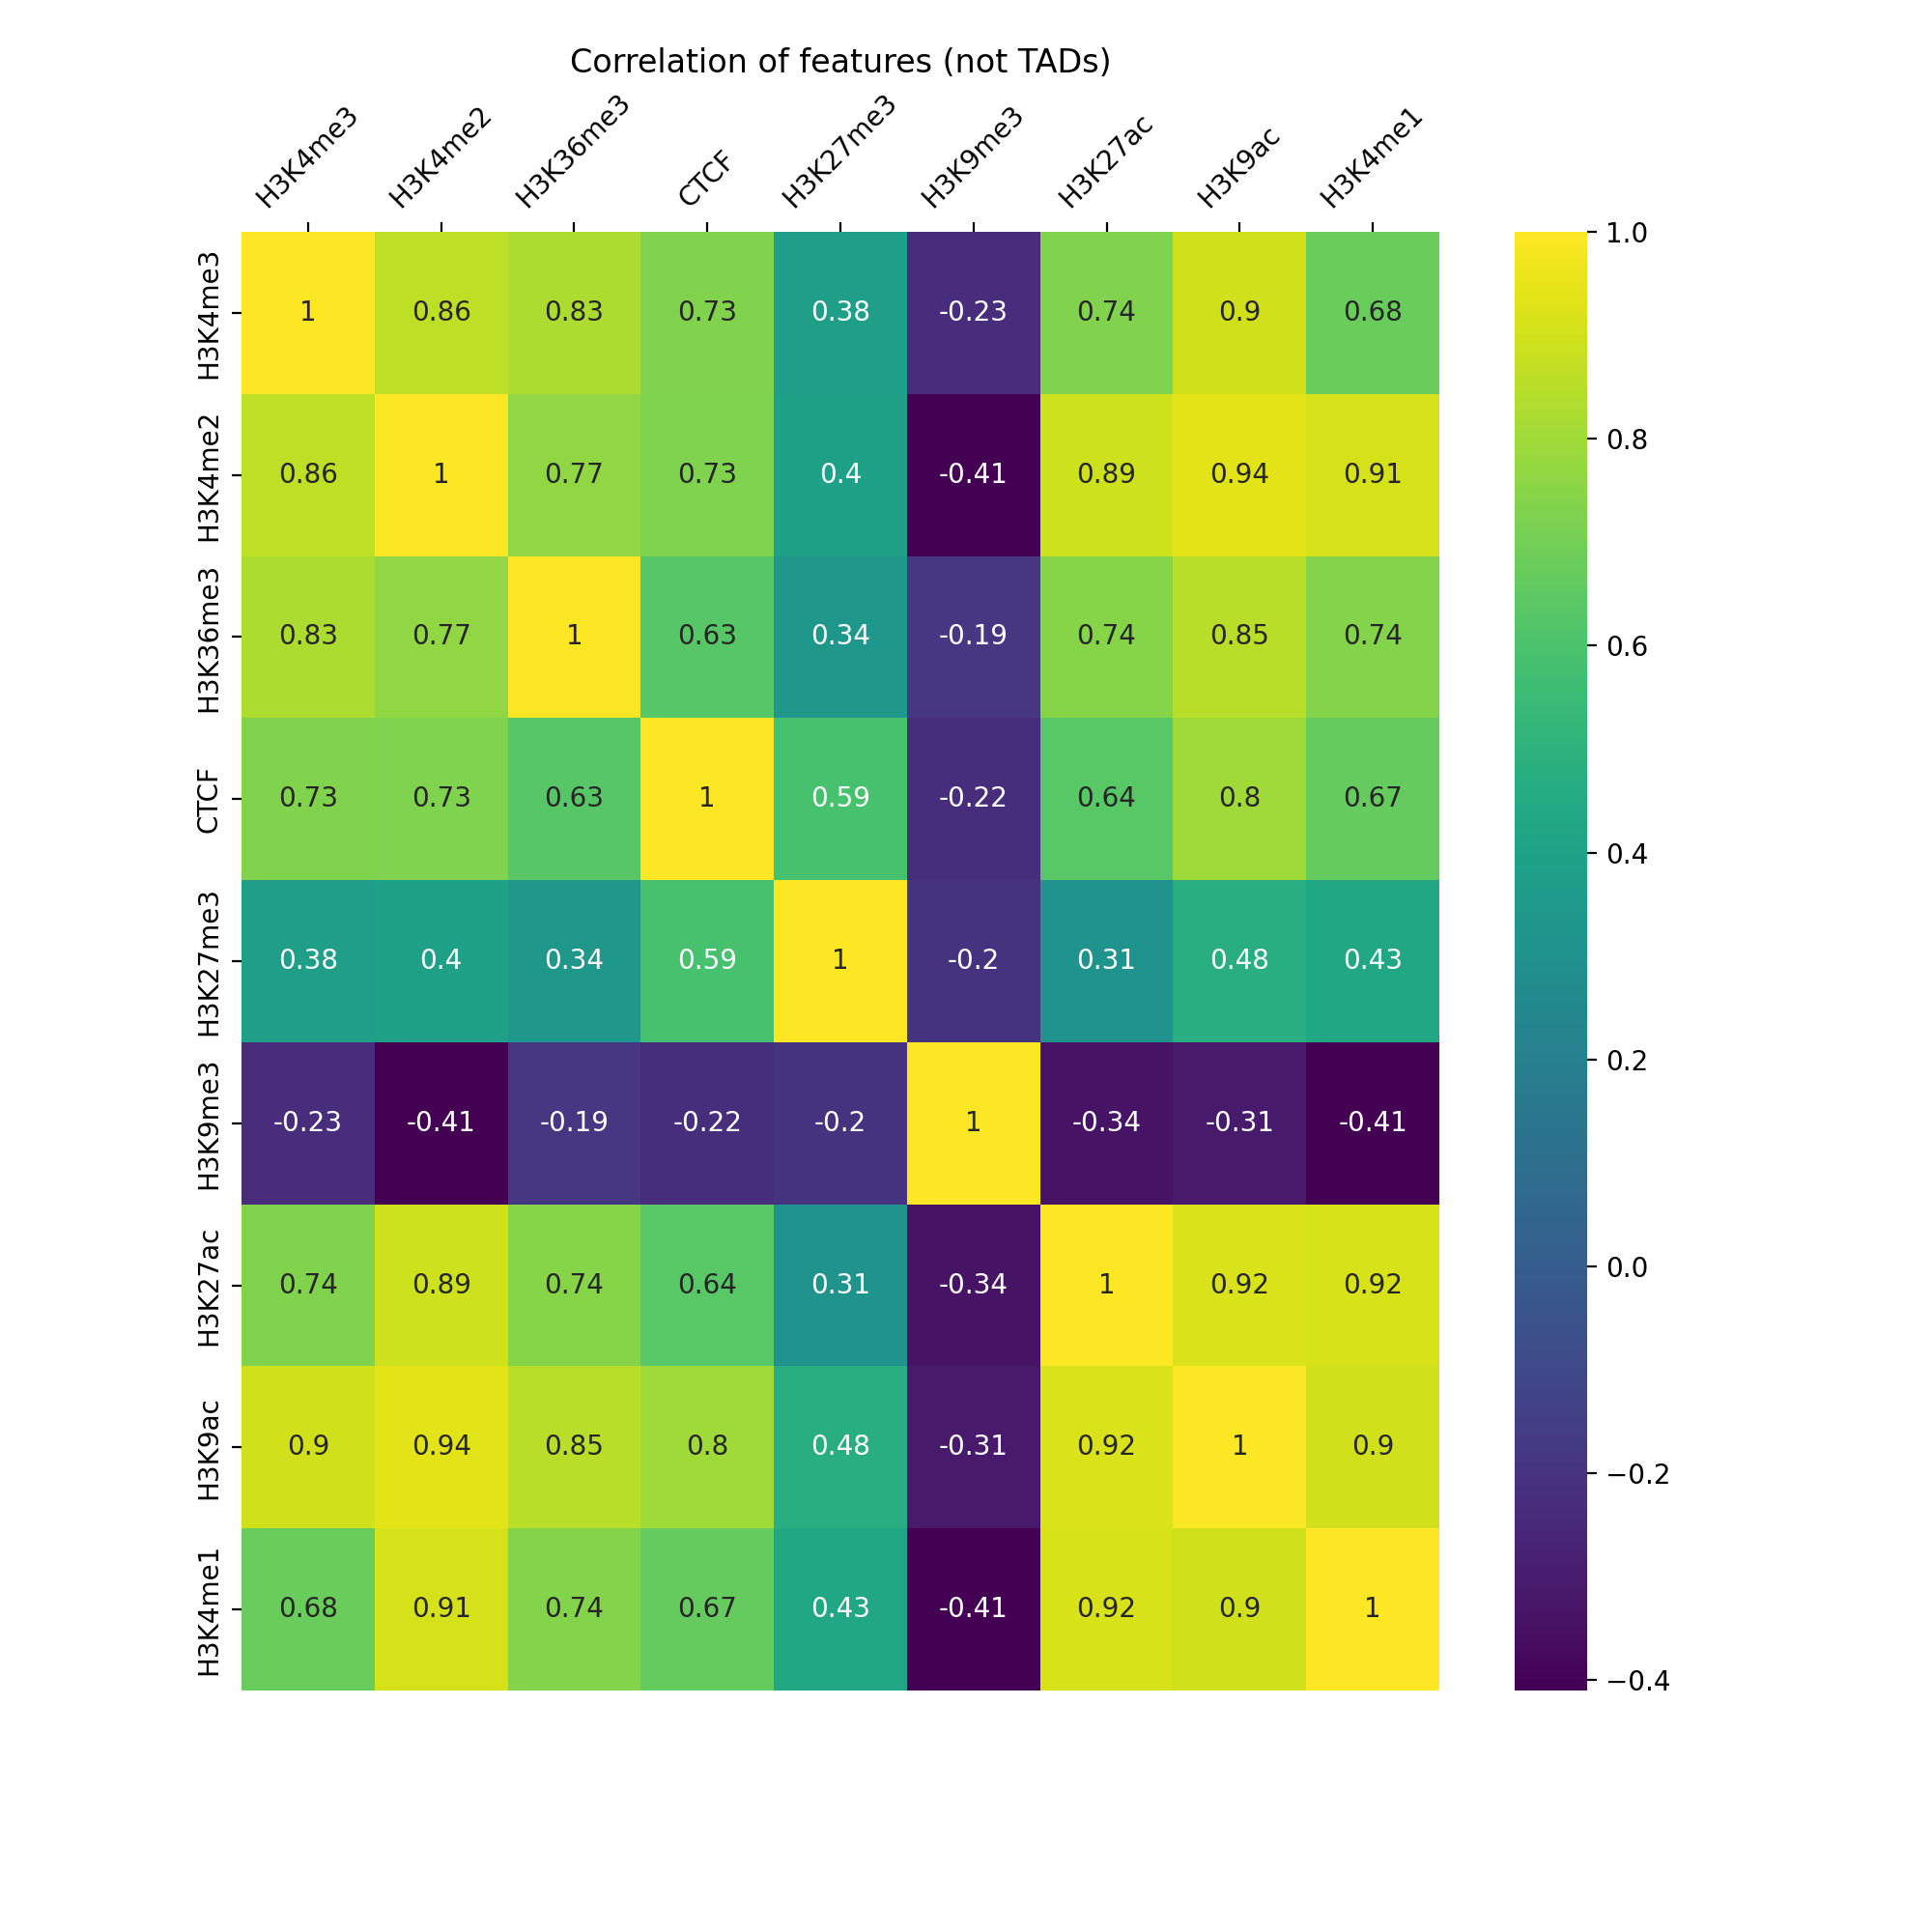 Correlation of features (not TADs)
H3K4me3 H3K4me2 H3K36me3 CTCF H3K27me3 H3K9me3 H3K27ac H3K9ac H3K4me1
H3K4me3 1 0.86 0.83 0.73 0.38 -0.23 0.74 0.9 0.68
H3K4me2 0.86 1 0.77 0.73 0.4 -0.41 0.89 0.94 0.91
H3K36me3 0.83 0.77 1 0.63 0.34 -0.19 0.74 0.85 0.74
CTCF 0.73 0.73 0.63 1 0.59 -0.22 0.64 0.8 0.67
H3K27me3 0.38 0.4 0.34 0.59 1 -0.2 0.31 0.48 0.43
H3K9me3 -0.23 -0.41 -0.19 -0.22 -0.2 1 -0.34 -0.31 -0.41
H3K27ac 0.74 0.89 0.74 0.64 0.31 -0.34 1 0.92 0.92
H3K9ac 0.9 0.94 0.85 0.8 0.48 -0.31 0.92 1 0.9
H3K4me1 0.68 0.91 0.74 0.67 0.43 -0.41 0.92 0.9 1
1.0
0.8
0.6
0.4
0.2
0.0
−0.2
−0.4